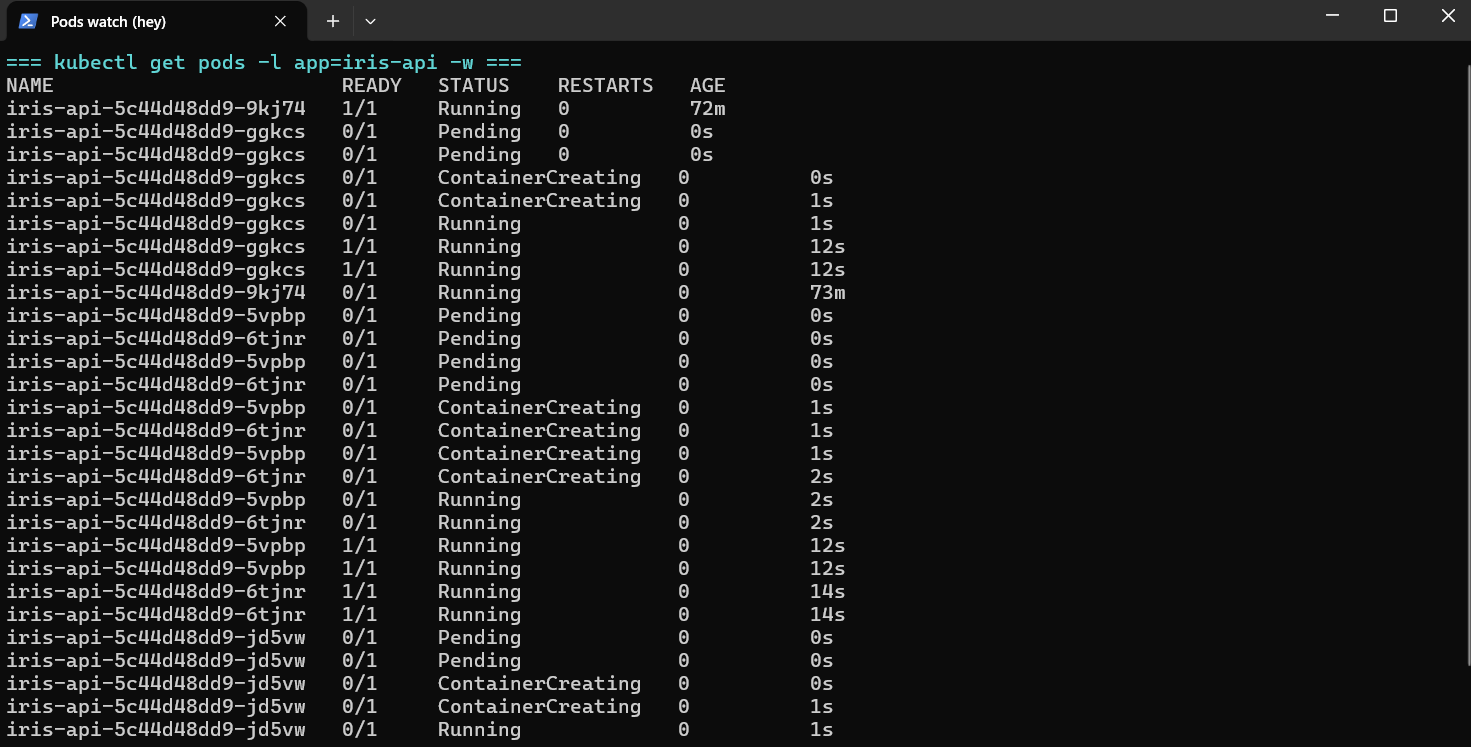 Pods watch (hey)
=== kubectl get pods -l app=iris-api -w ===
NAME                        READY   STATUS    RESTARTS   AGE
iris-api-5c44d48dd9-9kj74   1/1     Running   0          72m
iris-api-5c44d48dd9-ggkcs   0/1     Pending   0          0s
iris-api-5c44d48dd9-ggkcs   0/1     Pending   0          0s
iris-api-5c44d48dd9-ggkcs   0/1     ContainerCreating   0          0s
iris-api-5c44d48dd9-ggkcs   0/1     ContainerCreating   0          1s
iris-api-5c44d48dd9-ggkcs   0/1     Running             0          1s
iris-api-5c44d48dd9-ggkcs   1/1     Running             0          12s
iris-api-5c44d48dd9-ggkcs   1/1     Running             0          12s
iris-api-5c44d48dd9-9kj74   0/1     Running             0          73m
iris-api-5c44d48dd9-5vpbp   0/1     Pending             0          0s
iris-api-5c44d48dd9-6tjnr   0/1     Pending             0          0s
iris-api-5c44d48dd9-5vpbp   0/1     Pending             0          0s
iris-api-5c44d48dd9-6tjnr   0/1     Pending             0          0s
iris-api-5c44d48dd9-5vpbp   0/1     ContainerCreating   0          1s
iris-api-5c44d48dd9-6tjnr   0/1     ContainerCreating   0          1s
iris-api-5c44d48dd9-5vpbp   0/1     ContainerCreating   0          1s
iris-api-5c44d48dd9-6tjnr   0/1     ContainerCreating   0          2s
iris-api-5c44d48dd9-5vpbp   0/1     Running             0          2s
iris-api-5c44d48dd9-6tjnr   0/1     Running             0          2s
iris-api-5c44d48dd9-5vpbp   1/1     Running             0          12s
iris-api-5c44d48dd9-5vpbp   1/1     Running             0          12s
iris-api-5c44d48dd9-6tjnr   1/1     Running             0          14s
iris-api-5c44d48dd9-6tjnr   1/1     Running             0          14s
iris-api-5c44d48dd9-jd5vw   0/1     Pending             0          0s
iris-api-5c44d48dd9-jd5vw   0/1     Pending             0          0s
iris-api-5c44d48dd9-jd5vw   0/1     ContainerCreating   0          0s
iris-api-5c44d48dd9-jd5vw   0/1     ContainerCreating   0          1s
iris-api-5c44d48dd9-jd5vw   0/1     Running             0          1s